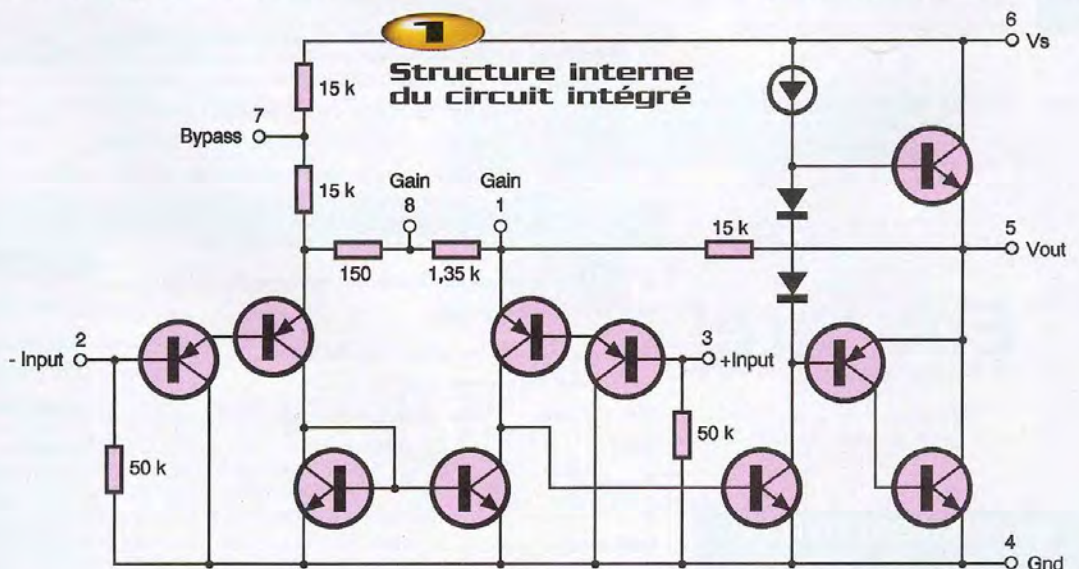 1
Structure interne
du circuit intégré
6
Vs
15 k
7
Bypass
15 k
Gain
8
Gain
1
150
1,35 k
15 k
5
Vout
2
- Input
3
+Input
50 k
50 k
4
Gnd